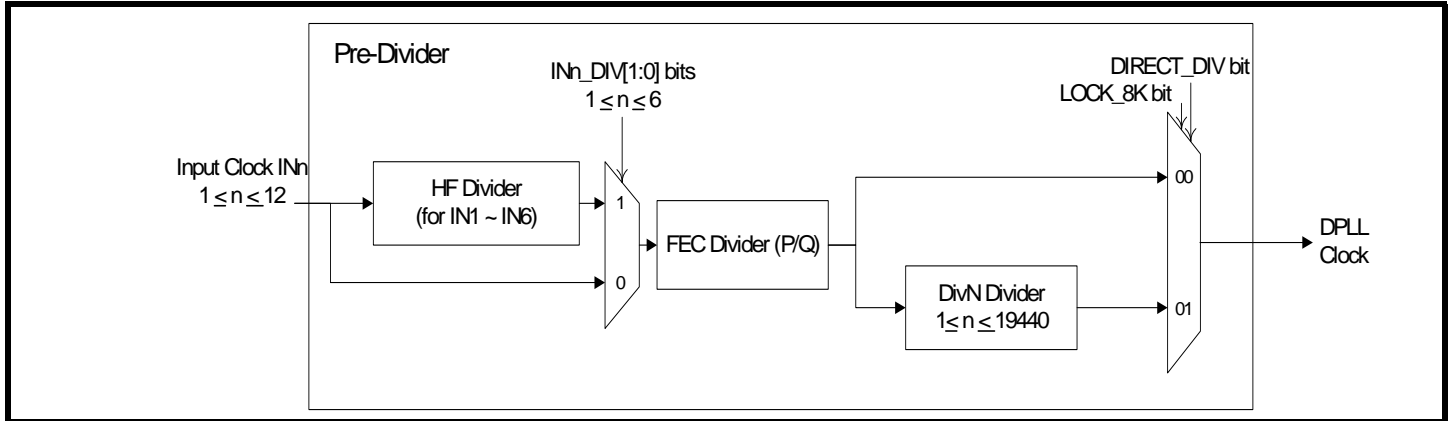 Pre-Divider
INn_DIV[1:0] bits
1 ≤ n ≤ 6
DIRECT_DIV bit
LOCK_8K bit
Input Clock INn
1 ≤ n ≤ 12
HF Divider
(for IN1 ~ IN6)
1
0
FEC Divider (P/Q)
DivN Divider
1≤ n ≤ 19440
00
01
DPLL
Clock